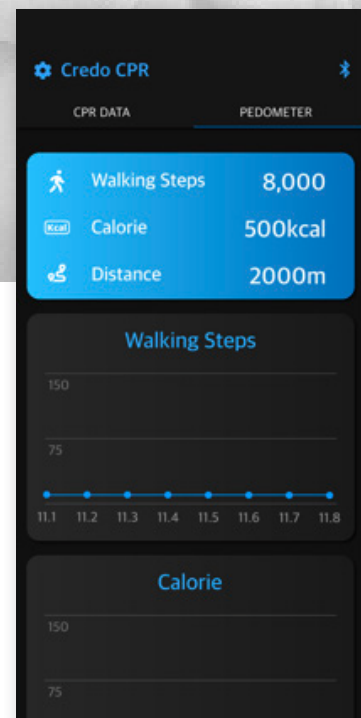 Credo CPR
CPR DATA PEDOMETER
Walking Steps 8,000
Kcal Calorie 500kcal
Distance 2000m
Walking Steps
150
75
11.1 11.2 11.3 11.4 11.5 11.6 11.7 11.8
Calorie
150
75